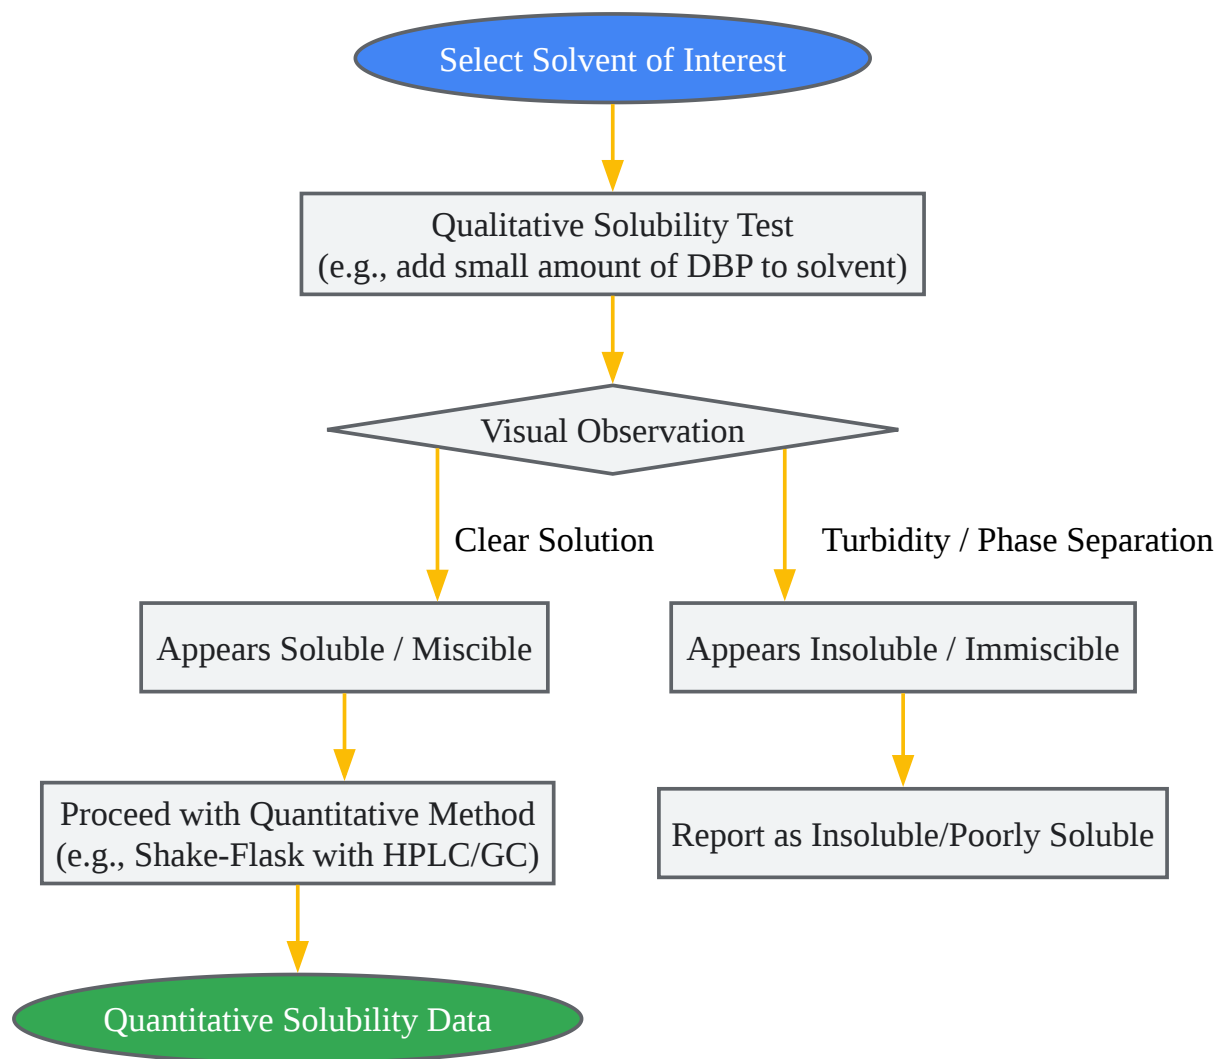 Select Solvent of Interest
Qualitative Solubility Test
(e.g., add small amount of DBP to solvent)
Visual Observation
Clear Solution
Turbidity / Phase Separation
Appears Soluble / Miscible
Appears Insoluble / Immiscible
Proceed with Quantitative Method
(e.g., Shake-Flask with HPLC/GC)
Report as Insoluble/Poorly Soluble
Quantitative Solubility Data